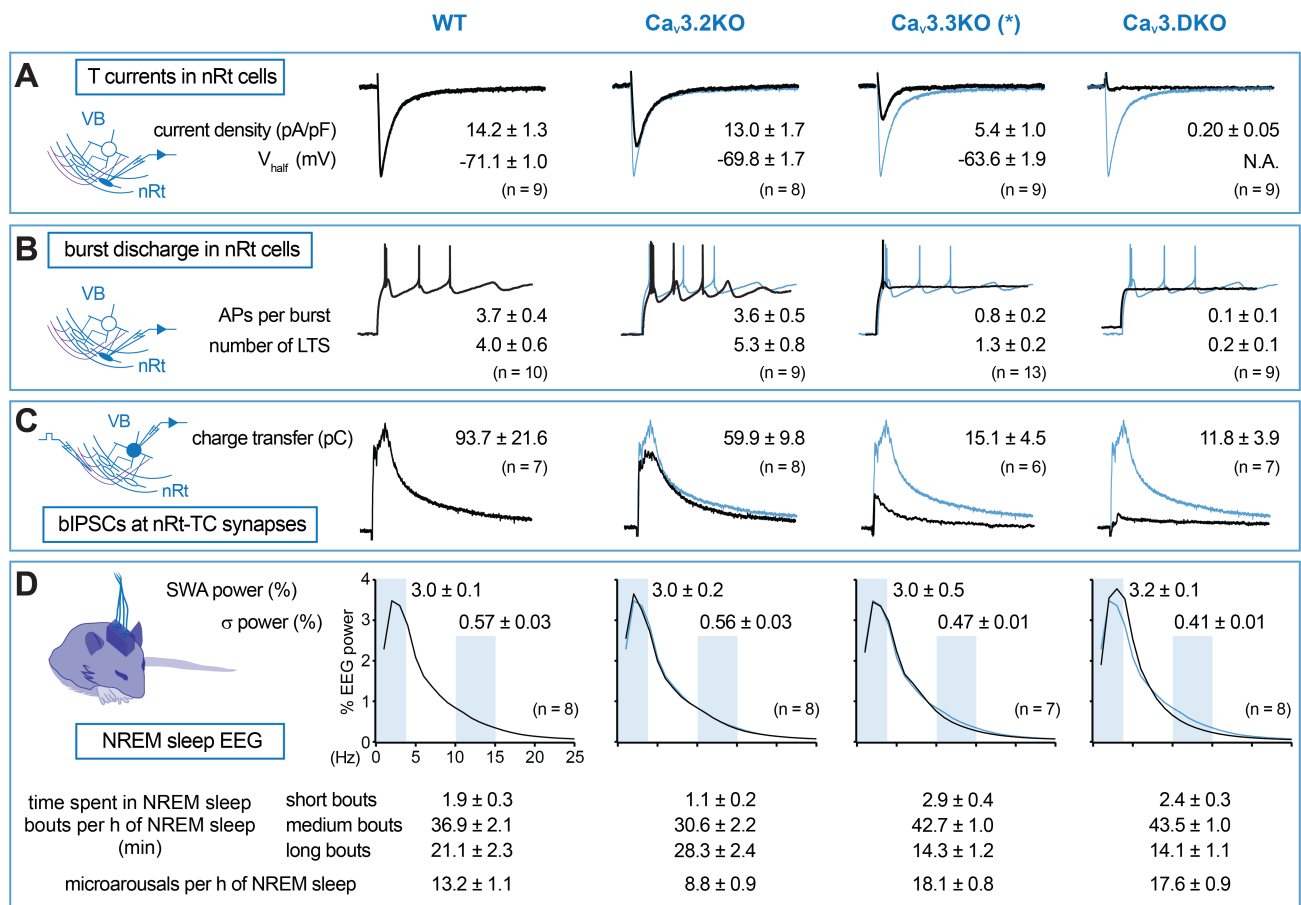 WT Ca_v3.2KO Ca_v3.3KO (*) Ca_v3.DKO
A T currents in nRt cells
VB
nRt
current density (pA/pF) 14.2 ± 1.3 13.0 ± 1.7 5.4 ± 1.0 0.20 ± 0.05
V_half (mV) -71.1 ± 1.0 -69.8 ± 1.7 -63.6 ± 1.9 N.A.
(n = 9) (n = 8) (n = 9) (n = 9)
B burst discharge in nRt cells
VB
nRt
APs per burst 3.7 ± 0.4 3.6 ± 0.5 0.8 ± 0.2 0.1 ± 0.1
number of LTS 4.0 ± 0.6 5.3 ± 0.8 1.3 ± 0.2 0.2 ± 0.1
(n = 10) (n = 9) (n = 13) (n = 9)
C VB
nRt
charge transfer (pC) 93.7 ± 21.6 59.9 ± 9.8 15.1 ± 4.5 11.8 ± 3.9
(n = 7) (n = 8) (n = 6) (n = 7)
bIPSCs at nRt-TC synapses
D SWA power (%) 3.0 ± 0.1 3.0 ± 0.2 3.0 ± 0.5 3.2 ± 0.1
σ power (%) 0.57 ± 0.03 0.56 ± 0.03 0.47 ± 0.01 0.41 ± 0.01
% EEG power
4
3
2
1
0
(n = 8) (n = 8) (n = 7) (n = 8)
NREM sleep EEG
(Hz) 0 5 10 15 20 25
time spent in NREM sleep
bouts per h of NREM sleep
(min)
short bouts 1.9 ± 0.3 1.1 ± 0.2 2.9 ± 0.4 2.4 ± 0.3
medium bouts 36.9 ± 2.1 30.6 ± 2.2 42.7 ± 1.0 43.5 ± 1.0
long bouts 21.1 ± 2.3 28.3 ± 2.4 14.3 ± 1.2 14.1 ± 1.1
microarousals per h of NREM sleep 13.2 ± 1.1 8.8 ± 0.9 18.1 ± 0.8 17.6 ± 0.9